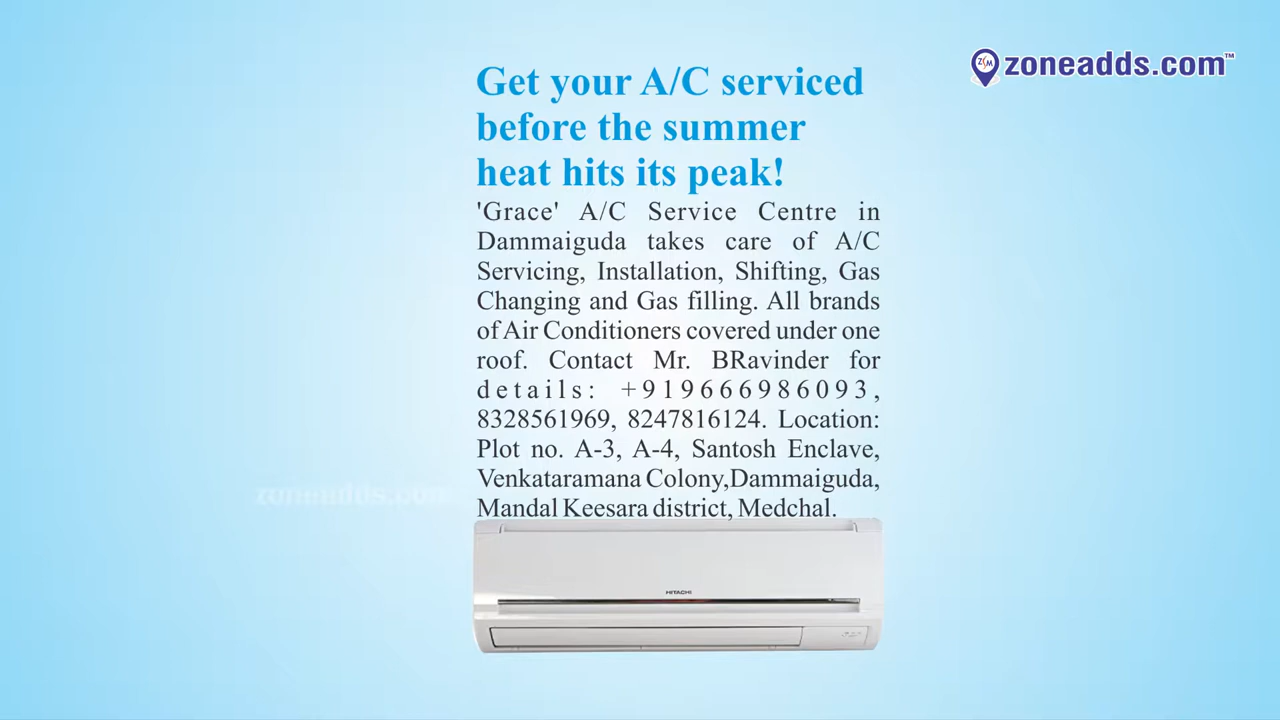 zoneadds.com™
Get your A/C serviced
before the summer
heat hits its peak!
'Grace' A/C Service Centre in
Dammaiguda takes care of A/C
Servicing, Installation, Shifting, Gas
Changing and Gas filling. All brands
of Air Conditioners covered under one
roof. Contact Mr. BRavinder for
details: +919666986093,
8328561969, 8247816124. Location:
Plot no. A-3, A-4, Santosh Enclave,
Venkataramana Colony,Dammaiguda,
Mandal Keesara district, Medchal.
zoneadds.com
HITACHI